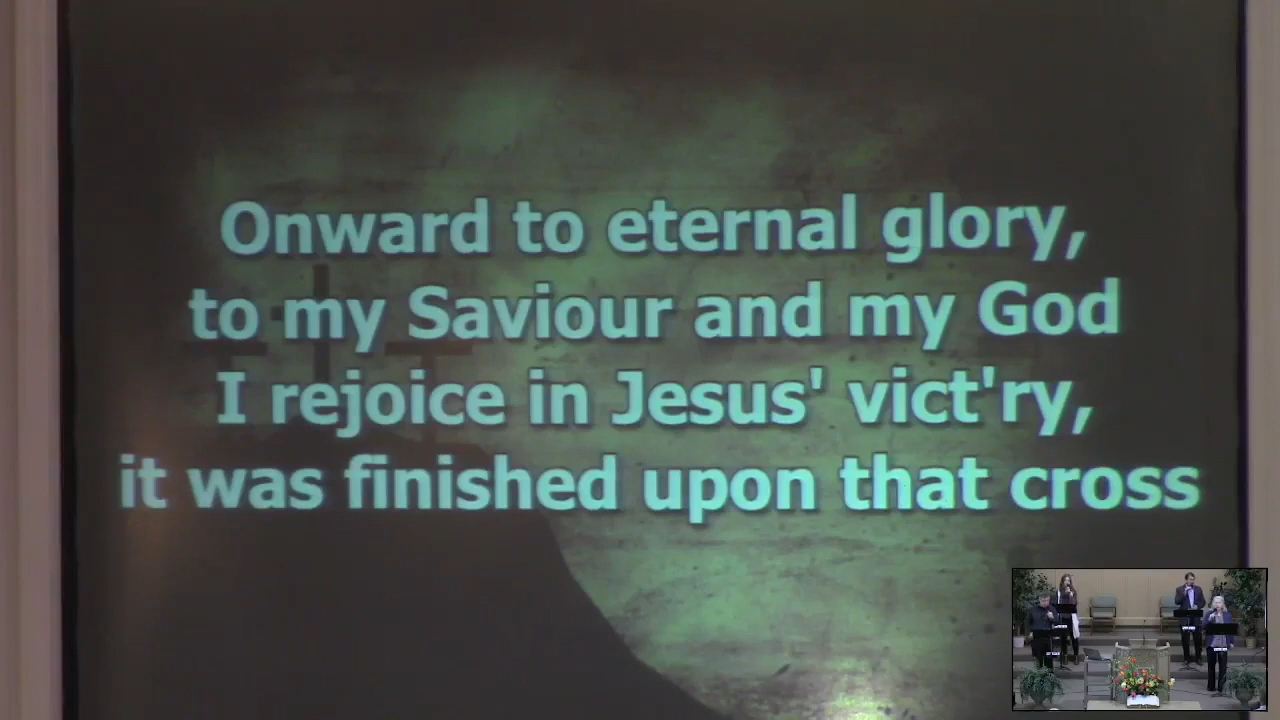 Onward to eternal glory,
to my Saviour and my God
I rejoice in Jesus' vict'ry,
it was finished upon that cross